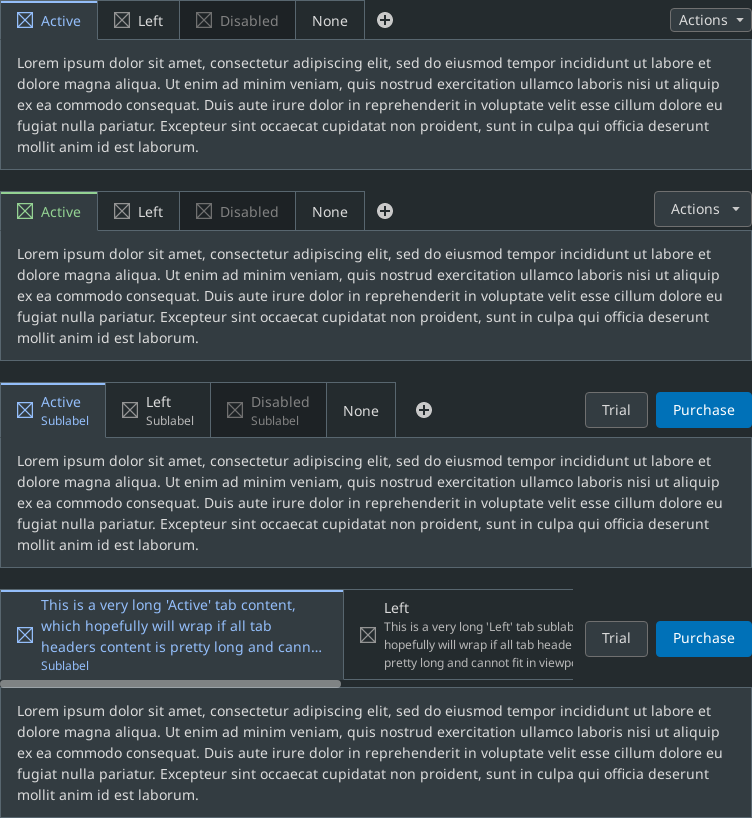 Active Left Disabled None Actions
Lorem ipsum dolor sit amet, consectetur adipiscing elit, sed do eiusmod tempor incididunt ut labore et
dolore magna aliqua. Ut enim ad minim veniam, quis nostrud exercitation ullamco laboris nisi ut aliquip
ex ea commodo consequat. Duis aute irure dolor in reprehenderit in voluptate velit esse cillum dolore eu
fugiat nulla pariatur. Excepteur sint occaecat cupidatat non proident, sunt in culpa qui officia deserunt
mollit anim id est laborum.
Active Left Disabled None Actions
Lorem ipsum dolor sit amet, consectetur adipiscing elit, sed do eiusmod tempor incididunt ut labore et
dolore magna aliqua. Ut enim ad minim veniam, quis nostrud exercitation ullamco laboris nisi ut aliquip
ex ea commodo consequat. Duis aute irure dolor in reprehenderit in voluptate velit esse cillum dolore eu
fugiat nulla pariatur. Excepteur sint occaecat cupidatat non proident, sunt in culpa qui officia deserunt
mollit anim id est laborum.
Active
Sublabel
Left
Sublabel
Disabled
Sublabel
None
Trial
Purchase
Lorem ipsum dolor sit amet, consectetur adipiscing elit, sed do eiusmod tempor incididunt ut labore et
dolore magna aliqua. Ut enim ad minim veniam, quis nostrud exercitation ullamco laboris nisi ut aliquip
ex ea commodo consequat. Duis aute irure dolor in reprehenderit in voluptate velit esse cillum dolore eu
fugiat nulla pariatur. Excepteur sint occaecat cupidatat non proident, sunt in culpa qui officia deserunt
mollit anim id est laborum.
This is a very long 'Active' tab content,
which hopefully will wrap if all tab
headers content is pretty long and cann...
Sublabel
Left
This is a very long 'Left' tab sublab
hopefully will wrap if all tab heade
pretty long and cannot fit in viewpo
Trial
Purchase
Lorem ipsum dolor sit amet, consectetur adipiscing elit, sed do eiusmod tempor incididunt ut labore et
dolore magna aliqua. Ut enim ad minim veniam, quis nostrud exercitation ullamco laboris nisi ut aliquip
ex ea commodo consequat. Duis aute irure dolor in reprehenderit in voluptate velit esse cillum dolore eu
fugiat nulla pariatur. Excepteur sint occaecat cupidatat non proident, sunt in culpa qui officia deserunt
mollit anim id est laborum.